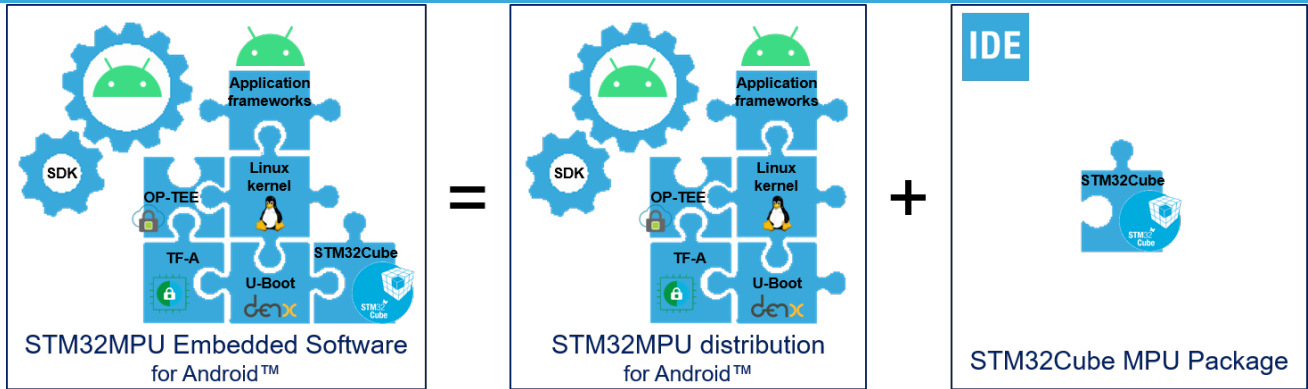 Application
frameworks
SDK
Linux
kernel
OP-TEE
TF-A
STM32Cube
U-Boot
denx
STM32
Cube
STM32MPU Embedded Software
for Android™
=
Application
frameworks
SDK
Linux
kernel
OP-TEE
TF-A
U-Boot
denx
STM32MPU distribution
for Android™
+
IDE
STM32Cube
STM32
Cube
STM32Cube MPU Package